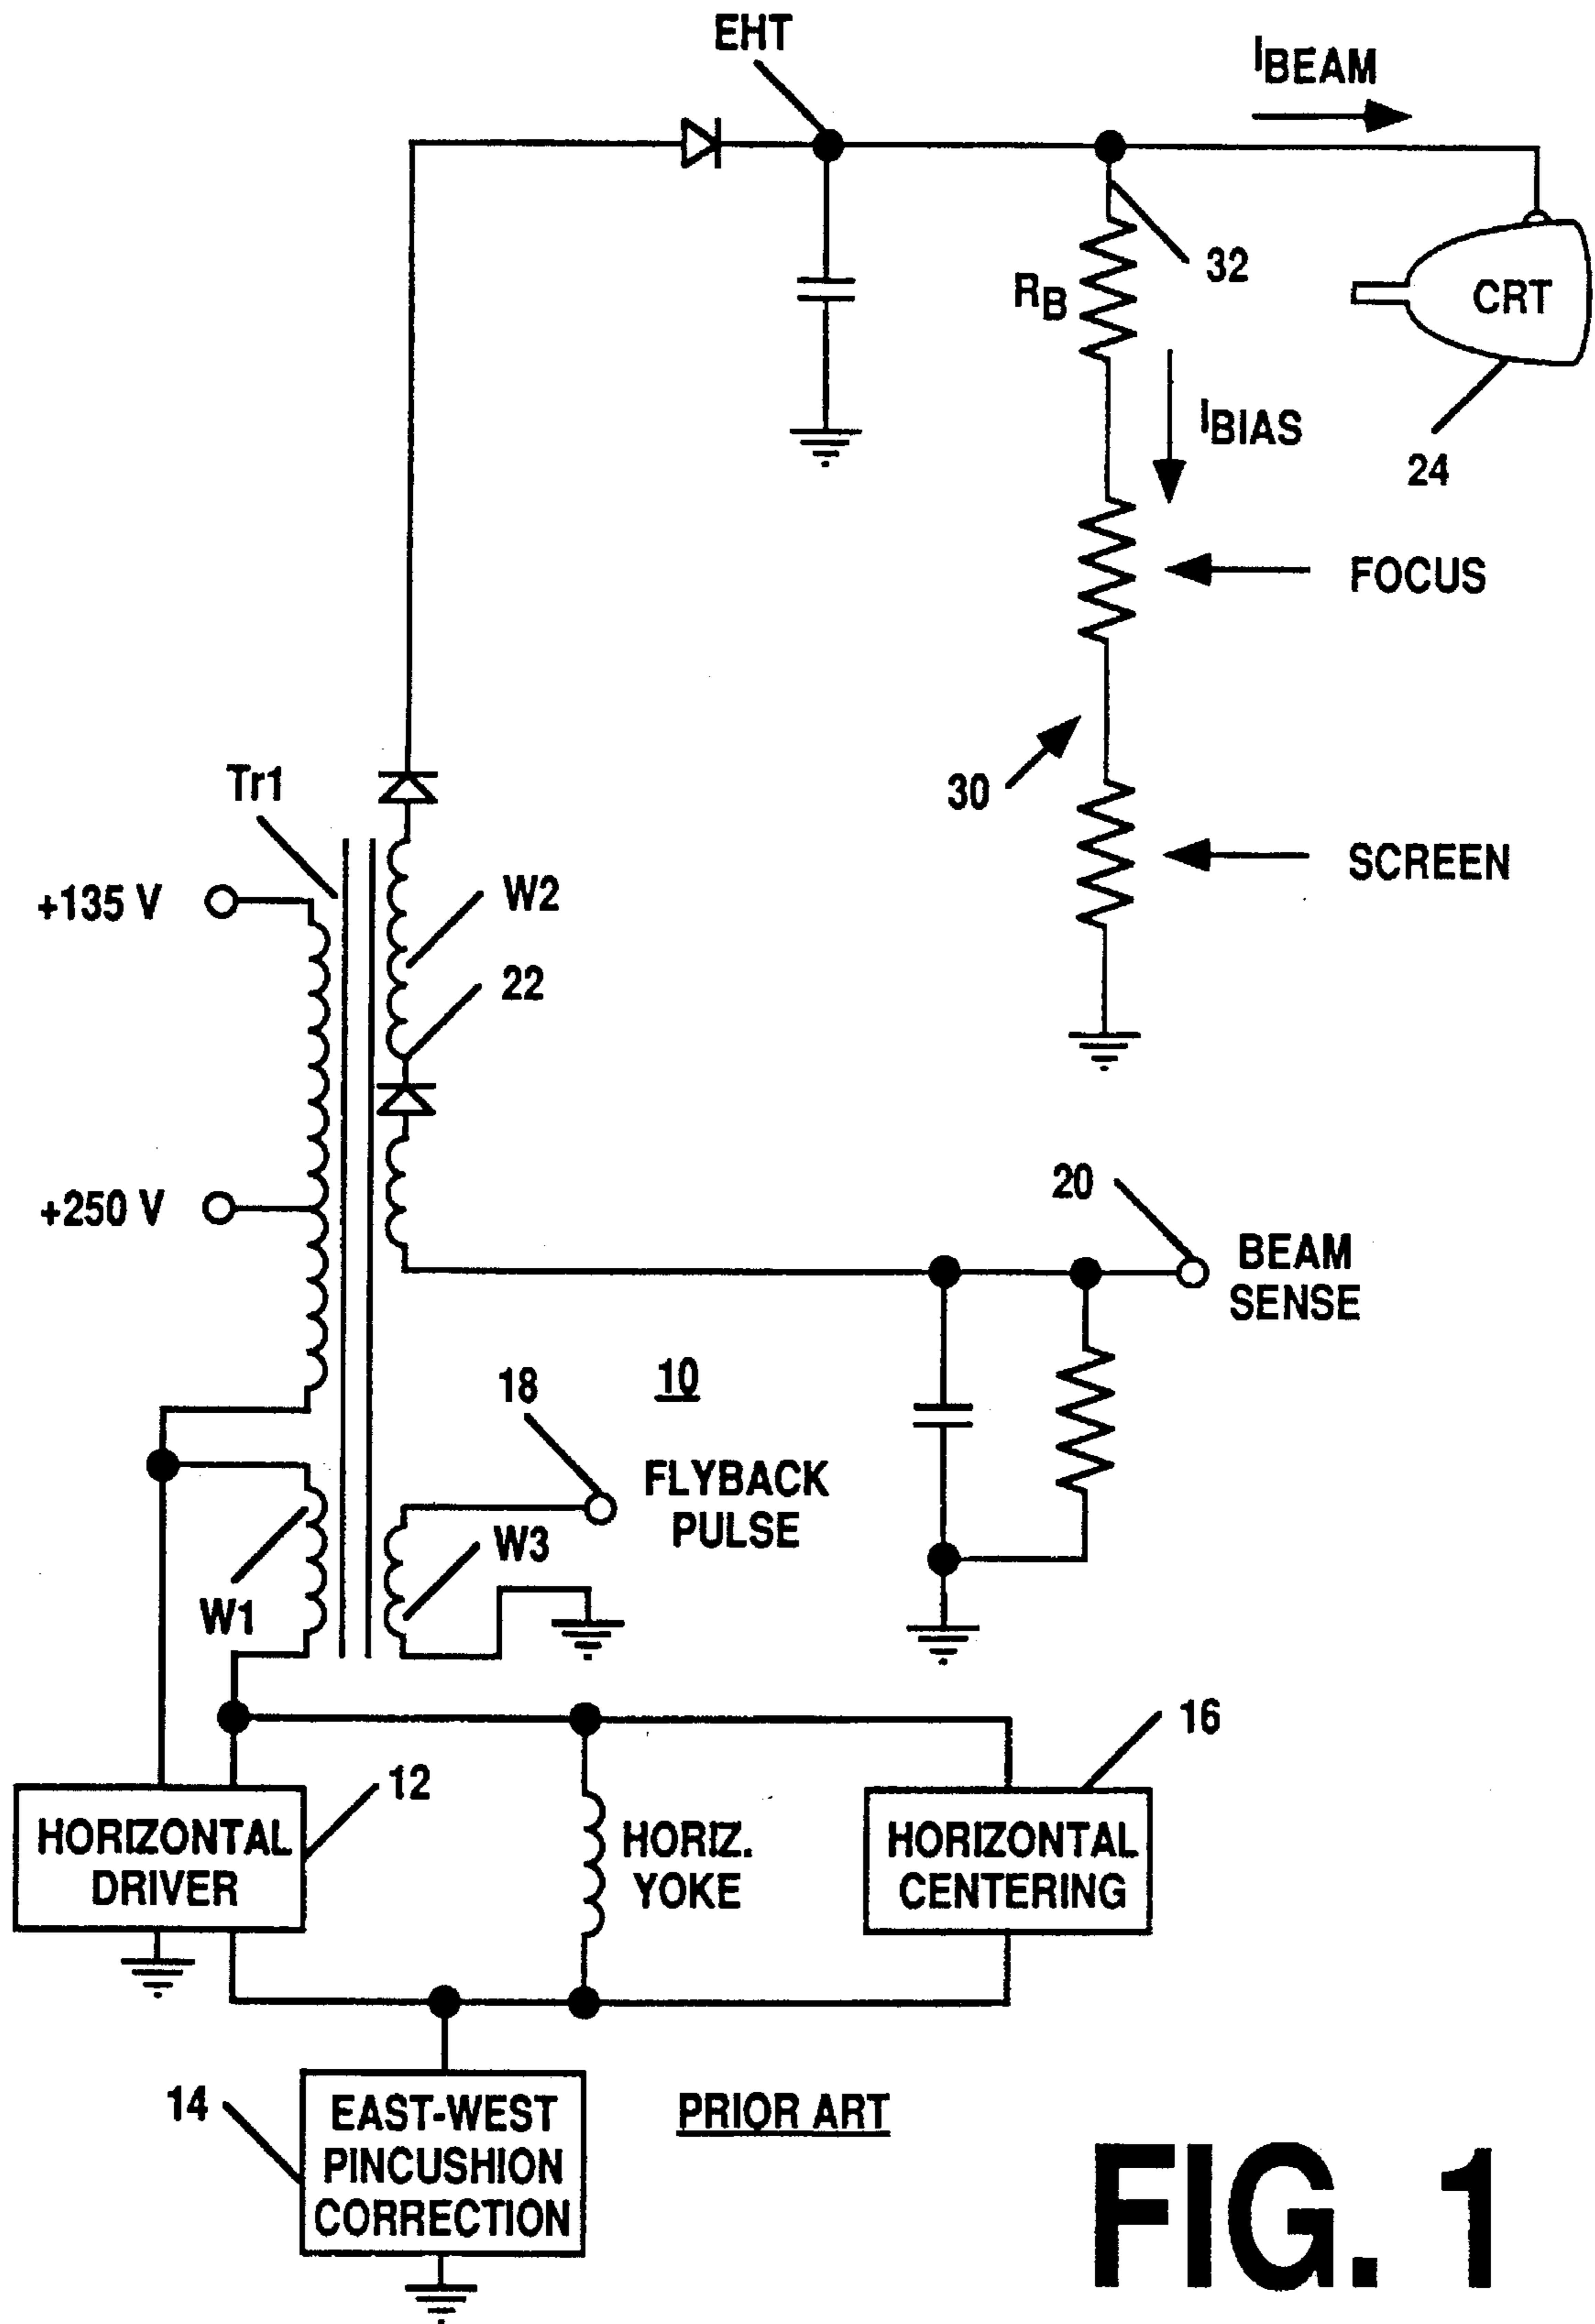 EHT
IBEAM
32
RB
CRT
IBIAS
24
FOCUS
30
Tr1
SCREEN
+135 V
W2
22
20
+250 V
BEAM
SENSE
10
18
FLYBACK
PULSE
W3
W1
16
12
HORIZONTAL
DRIVER
HORIZ.
YOKE
HORIZONTAL
CENTERING
14
EAST-WEST
PINCUSHION
CORRECTION
PRIOR ART
FIG. 1